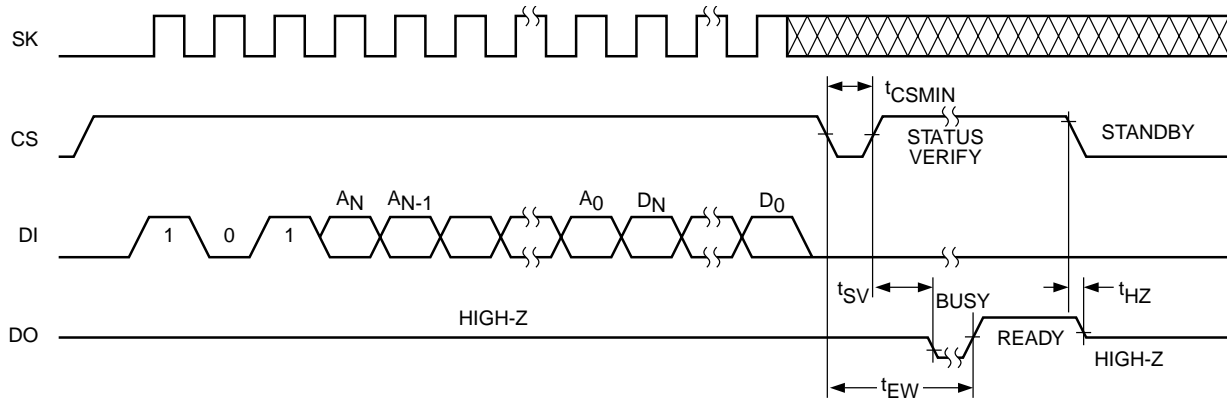 SK
tCSMIN
CS
STATUS
VERIFY
STANDBY
AN
AN-1
A0
DN
D0
DI
1
0
1
tSV
BUSY
tHZ
HIGH-Z
DO
READY
HIGH-Z
tEW